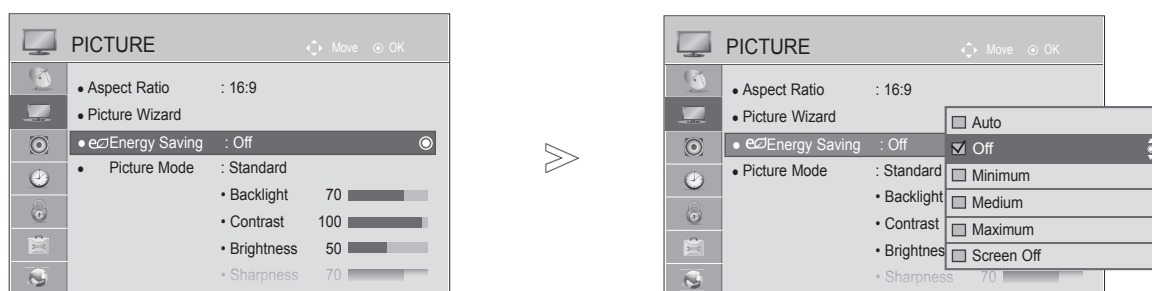 PICTURE Move OK
• Aspect Ratio : 16:9
• Picture Wizard
• Energy Saving : Off
• Picture Mode : Standard
• Backlight 70
• Contrast 100
• Brightness 50
• Sharpness 70
PICTURE Move OK
• Aspect Ratio : 16:9
• Picture Wizard
• Energy Saving : Off
• Picture Mode : Standard
• Backlight
• Contrast
• Brightnes
• Sharpness 70
Auto
Off
Minimum
Medium
Maximum
Screen Off